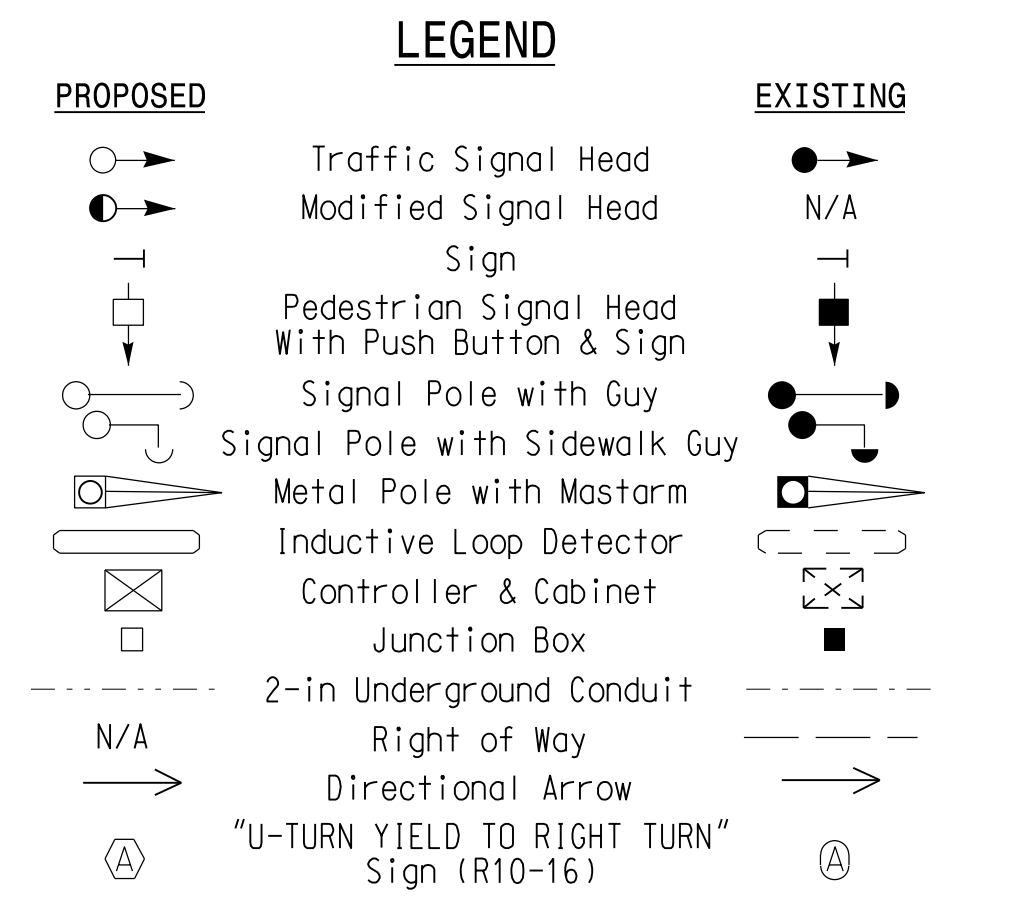 LEGEND
PROPOSED EXISTING
Traffic Signal Head
Modified Signal Head N/A
Sign
Pedestrian Signal Head
With Push Button & Sign
Signal Pole with Guy
Signal Pole with Sidewalk Guy
Metal Pole with Mastarm
Inductive Loop Detector
Controller & Cabinet
Junction Box
2-in Underground Conduit
N/A Right of Way
Directional Arrow
"U-TURN YIELD TO RIGHT TURN"
A Sign (R10-16) A